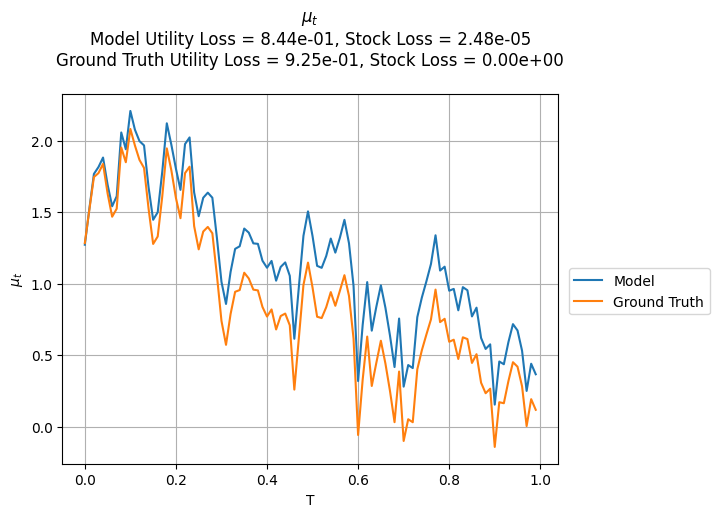 μₜ
Model Utility Loss = 8.44e-01, Stock Loss = 2.48e-05
Ground Truth Utility Loss = 9.25e-01, Stock Loss = 0.00e+00
μₜ
2.0
1.5
1.0
0.5
0.0
0.0 0.2 0.4 0.6 0.8 1.0
T
Model
Ground Truth